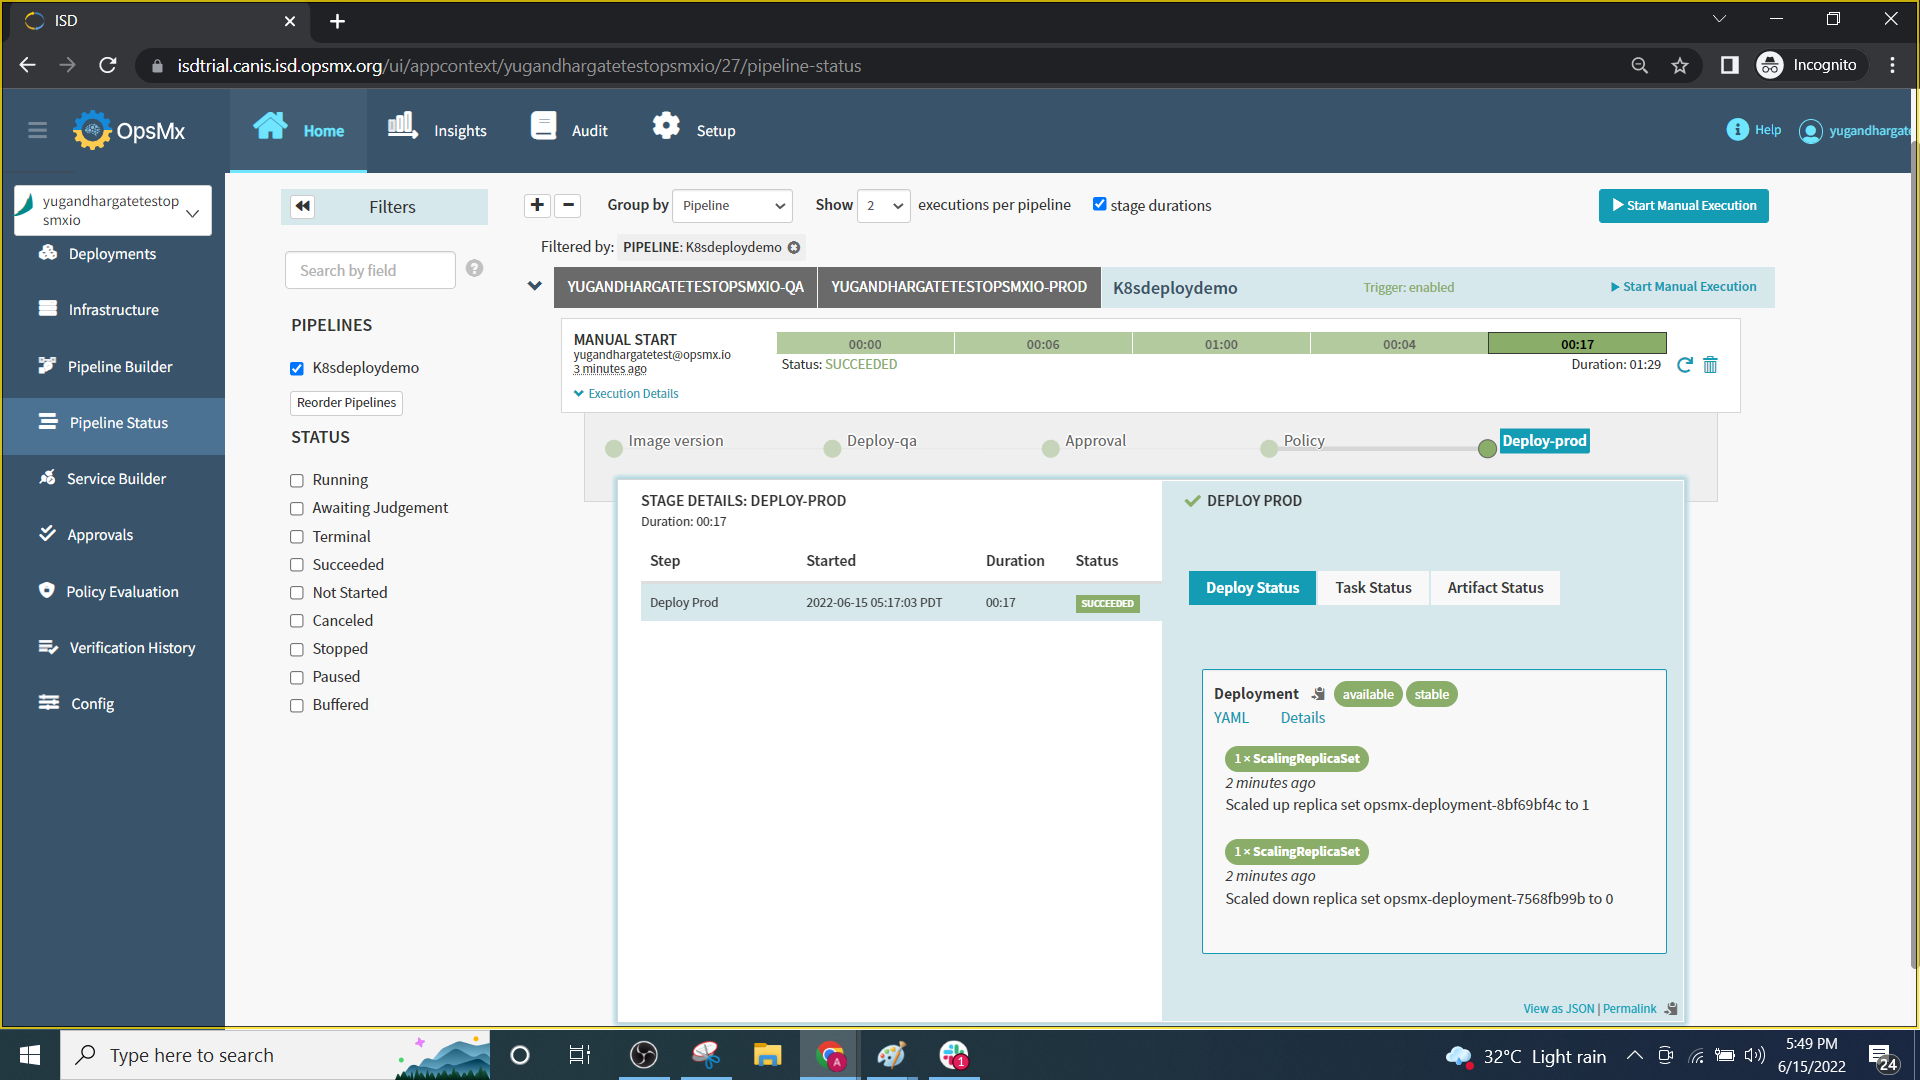 ISD
isdtrial.canis.isd.opsmx.org/ui/appcontext/yugandhargatetestopsmxio/27/pipeline-status
Incognito
OpsMx
Home
Insights
Audit
Setup
Help
yugandhargate
yugandhargatetestop
smxio
Deployments
Infrastructure
Pipeline Builder
Pipeline Status
Service Builder
Approvals
Policy Evaluation
Verification History
Config
Filters
Search by field
?
PIPELINES
K8sdeploydemo
Reorder Pipelines
STATUS
Running
Awaiting Judgement
Terminal
Succeeded
Not Started
Canceled
Stopped
Paused
Buffered
Group by Pipeline Show 2 executions per pipeline stage durations
Start Manual Execution
Filtered by: PIPELINE: K8sdeploydemo
YUGANDHARGATETESTOPSMXIO-QA YUGANDHARGATETESTOPSMXIO-PROD K8sdeploydemo Trigger: enabled Start Manual Execution
MANUAL START
yugandhargatetest@opsmx.io
3 minutes ago
Execution Details
00:00 00:06 01:00 00:04 00:17
Status: SUCCEEDED Duration: 01:29
Image version Deploy-qa Approval Policy Deploy-prod
STAGE DETAILS: DEPLOY-PROD
Duration: 00:17
Step Started Duration Status
Deploy Prod 2022-06-15 05:17:03 PDT 00:17 SUCCEEDED
DEPLOY PROD
Deploy Status Task Status Artifact Status
Deployment available stable
YAML Details
1 × ScalingReplicaSet
2 minutes ago
Scaled up replica set opsmx-deployment-8bf69bf4c to 1
1 × ScalingReplicaSet
2 minutes ago
Scaled down replica set opsmx-deployment-7568fb99b to 0
View as JSON | Permalink
Type here to search
A
1
32°C Light rain
5:49 PM
6/15/2022
24